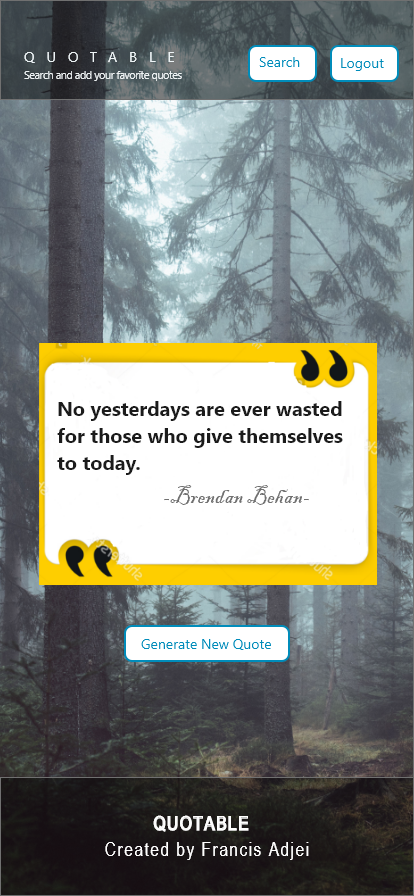 QUOTABLE
Search and add your favorite quotes
Search
Logout
No yesterdays are ever wasted
for those who give themselves
to today.
-Brendan Behan-
Generate New Quote
QUOTABLE
Created by Francis Adjei